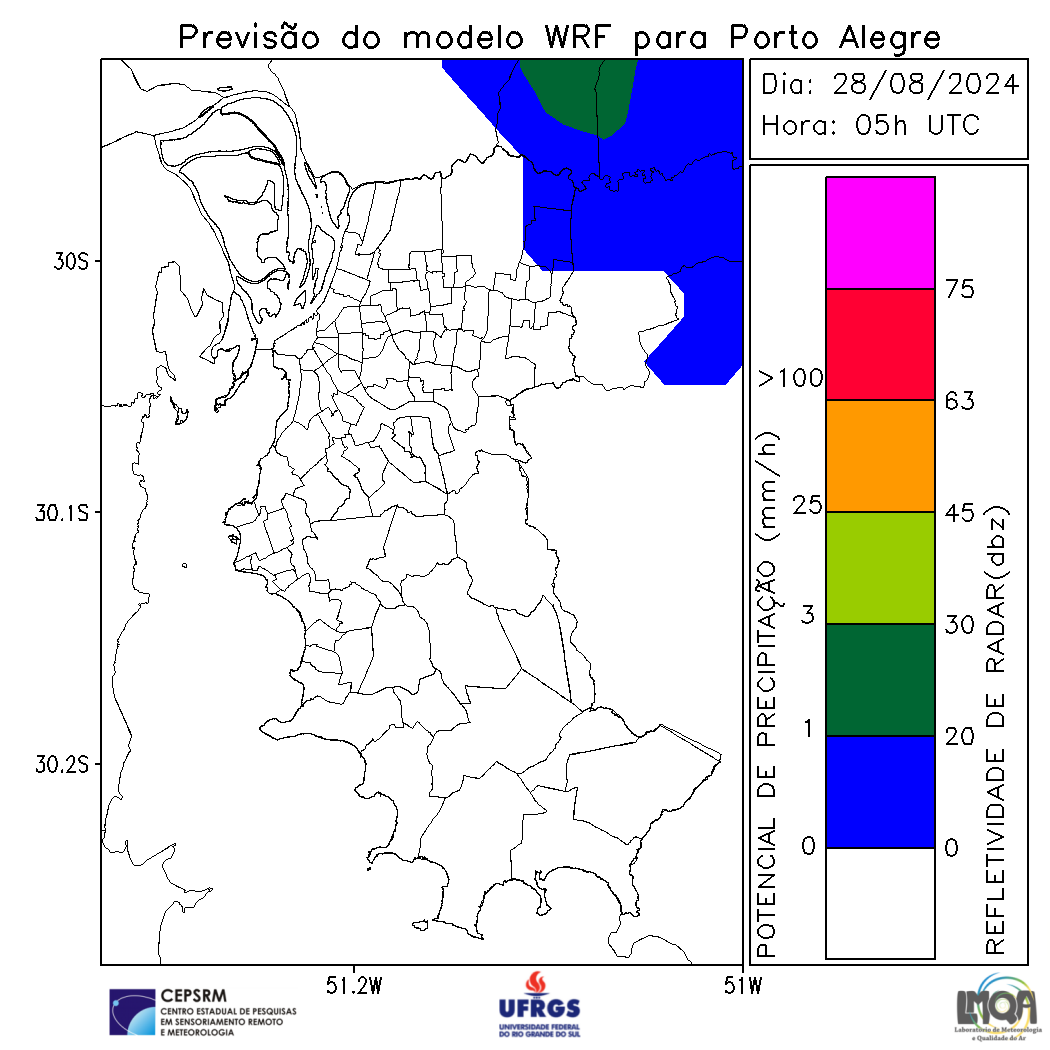 Previsão do modelo WRF para Porto Alegre
Dia: 28/08/2024
Hora: 05h UTC
30S
30.1S
30.2S
51.2W
51W
POTENCIAL DE PRECIPITAÇÃO (mm/h)
>100
25
3
1
0
75
63
45
30
20
0
REFLETIVIDADE DE RADAR(dbz)
CEPSRM
CENTRO ESTADUAL DE PESQUISAS
EM SENSORIAMENTO REMOTO
E METEOROLOGIA
UFRGS
UNIVERSIDADE FEDERAL
DO RIO GRANDE DO SUL
LMQA
Laboratório de Meteorologia
e Qualidade do Ar